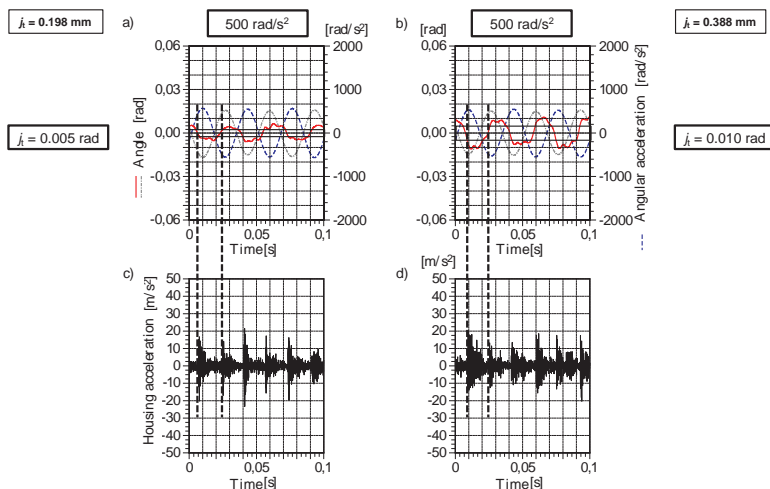 jₜ = 0.198 mm
a)
500 rad/s²
[rad/s²]
b)
[rad]
500 rad/s²
jₜ = 0.388 mm
0,06
0,03
0,00
-0,03
-0,06
2000
1000
0
-1000
-2000
0,06
0,03
0,00
-0,03
-0,06
2000
1000
0
-1000
-2000
jₜ = 0.005 rad
Angle [rad]
Angular acceleration [rad/s²]
jₜ = 0.010 rad
0
0,05
0,1
Time[s]
0
0,05
0,1
Time[s]
c)
d)
[m/s²]
Housing acceleration [m/s²]
50
40
30
20
10
0
-10
-20
-30
-40
-50
50
40
30
20
10
0
-10
-20
-30
-40
-50
0
0,05
0,1
Time[s]
0
0,05
0,1
Time[s]